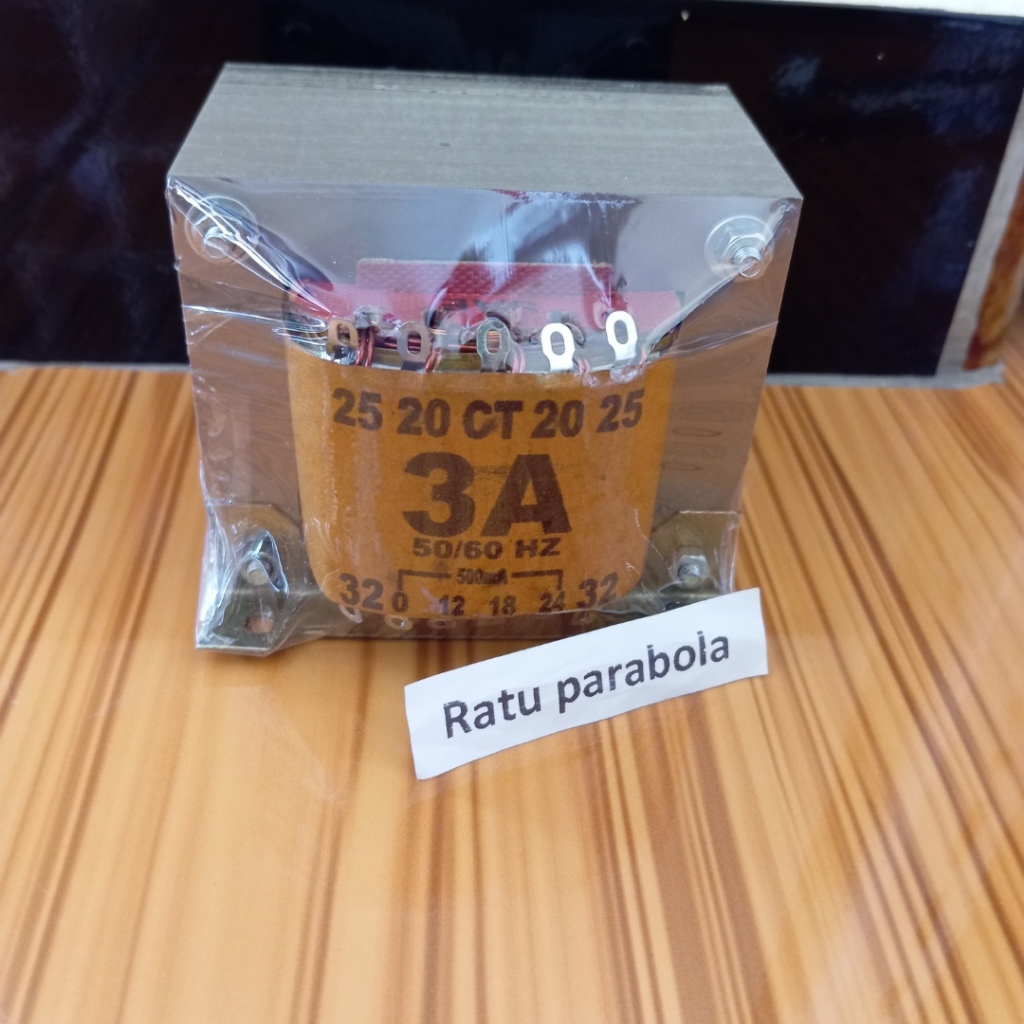 25 20 CT 20 25
3A
50/60 HZ
500mA
32 0 12 18 24 32
Ratu parabola